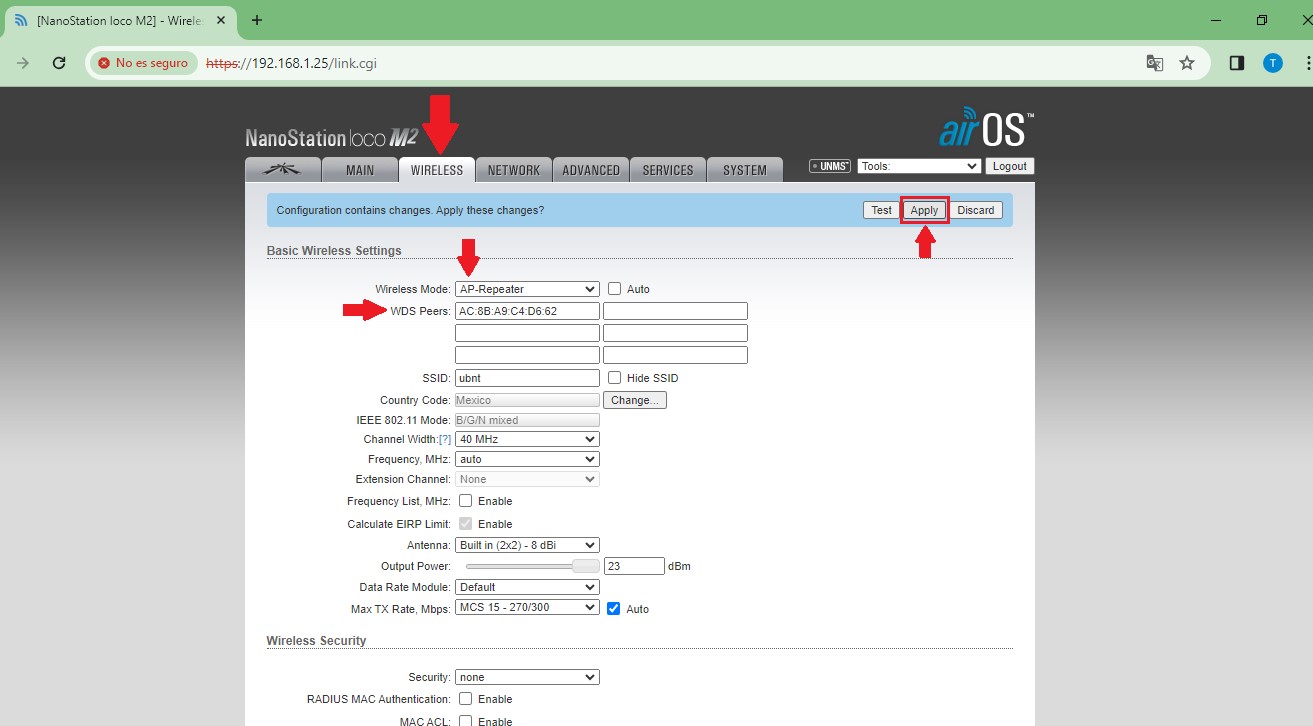 [NanoStation loco M2] - Wirele
No es seguro https://192.168.1.25/link.cgi T
NanoStation loco M2 airOS™
MAIN WIRELESS NETWORK ADVANCED SERVICES SYSTEM UNMS™ Tools: Logout
Configuration contains changes. Apply these changes? Test Apply Discard
Basic Wireless Settings
Wireless Mode: AP-Repeater Auto
WDS Peers: AC:8B:A9:C4:D6:62
SSID: ubnt Hide SSID
Country Code: Mexico Change...
IEEE 802.11 Mode: B/G/N mixed
Channel Width:[?] 40 MHz
Frequency, MHz: auto
Extension Channel: None
Frequency List, MHz: Enable
Calculate EIRP Limit: Enable
Antenna: Built in (2x2) - 8 dBi
Output Power: 23 dBm
Data Rate Module: Default
Max TX Rate, Mbps: MCS 15 - 270/300 Auto
Wireless Security
Security: none
RADIUS MAC Authentication: Enable
MAC ACL: Enable